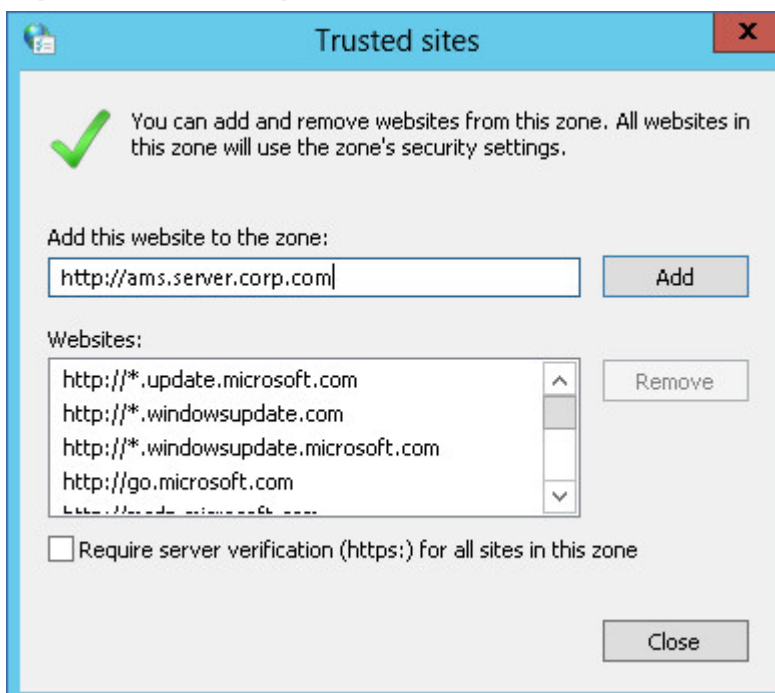 Trusted sites
x
You can add and remove websites from this zone. All websites in
this zone will use the zone's security settings.
Add this website to the zone:
http://ams.server.corp.com
Add
Websites:
http://*.update.microsoft.com
Remove
http://*.windowsupdate.com
http://*.windowsupdate.microsoft.com
http://go.microsoft.com
Require server verification (https:) for all sites in this zone
Close